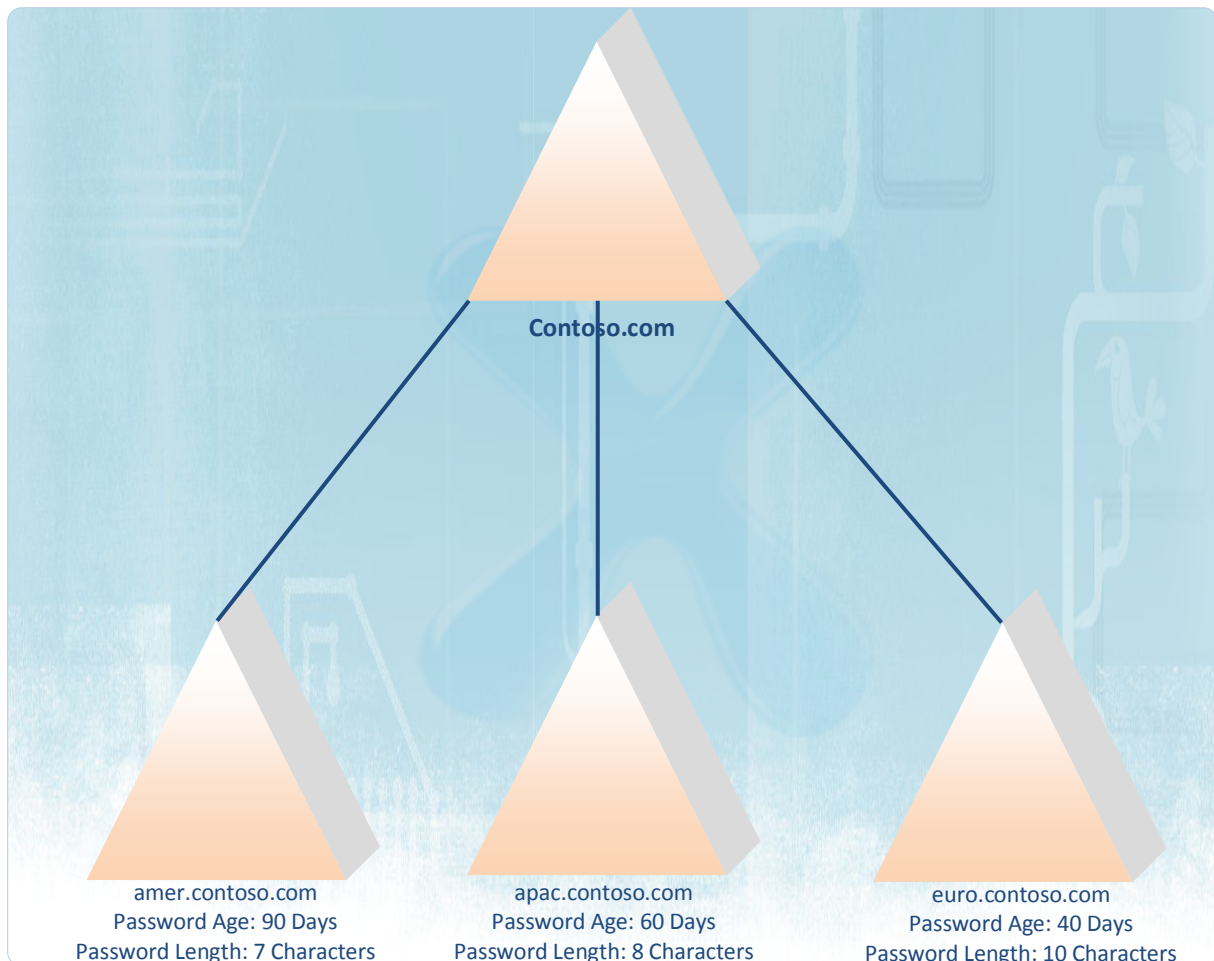 Contoso.com
amer.contoso.com
Password Age: 90 Days
Password Length: 7 Characters
apac.contoso.com
Password Age: 60 Days
Password Length: 8 Characters
euro.contoso.com
Password Age: 40 Days
Password Length: 10 Characters